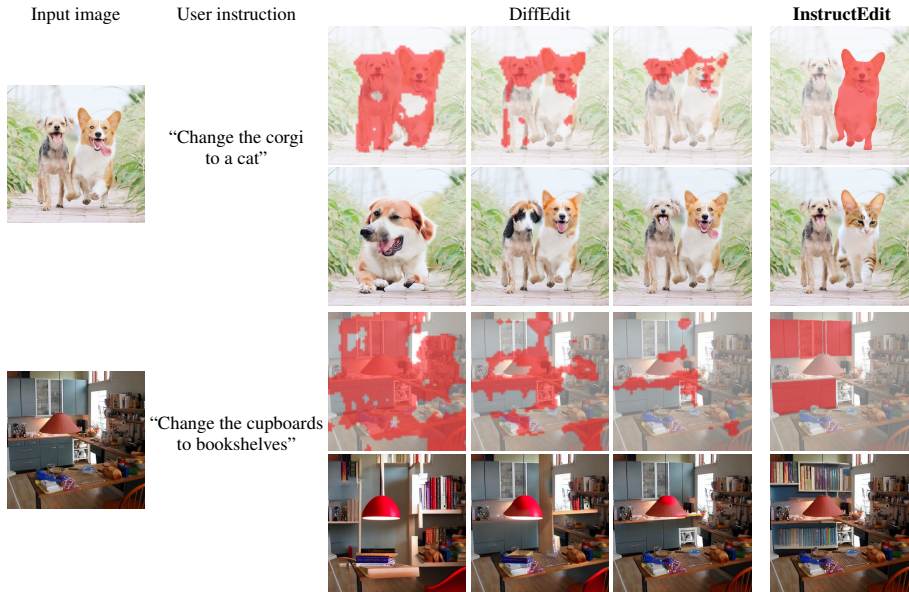 Input image
User instruction
DiffEdit
InstructEdit
“Change the corgi
to a cat”
“Change the cupboards
to bookshelves”